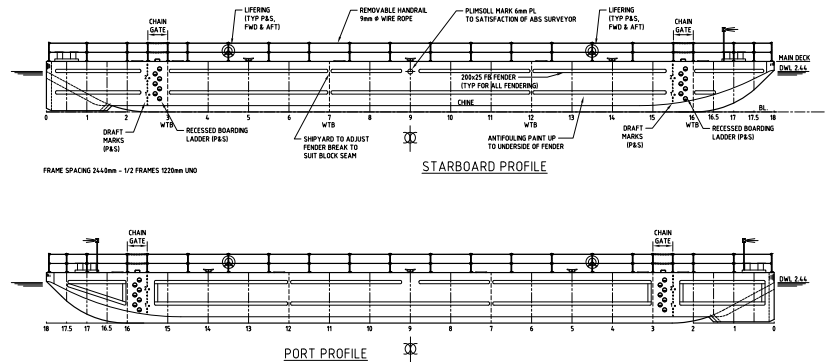 CHAIN
GATE
LIFERING
(TYP P&S,
FWD & AFT)
REMOVABLE HANDRAIL
9mm Ø WIRE ROPE
PLIMSOLL MARK 6mm PL
TO SATISFACTION OF ABS SURVEYOR
LIFERING
(TYP P&S,
FWD & AFT)
CHAIN
GATE
MAIN DECK
DWL 2.44
200x25 FB FENDER
(TYP FOR ALL FENDERING)
CHINE
BL.
0 1 2 3 4 5 6 7 8 9 10 11 12 13 14 15 16 16.5 17 17.5 18
WTB WTB WTB WTB
DRAFT
MARKS
(P&S)
RECESSED BOARDING
LADDER (P&S)
SHIPYARD TO ADJUST
FENDER BREAK TO
SUIT BLOCK SEAM
ANTIFOULING PAINT UP
TO UNDERSIDE OF FENDER
DRAFT
MARKS
(P&S)
RECESSED BOARDING
LADDER (P&S)
STARBOARD PROFILE
FRAME SPACING 2440mm - 1/2 FRAMES 1220mm UNO
CHAIN
GATE
CHAIN
GATE
DWL 2.44
18 17.5 17 16 15 14 13 12 11 10 9 8 7 6 5 4 3 2 1 0
PORT PROFILE